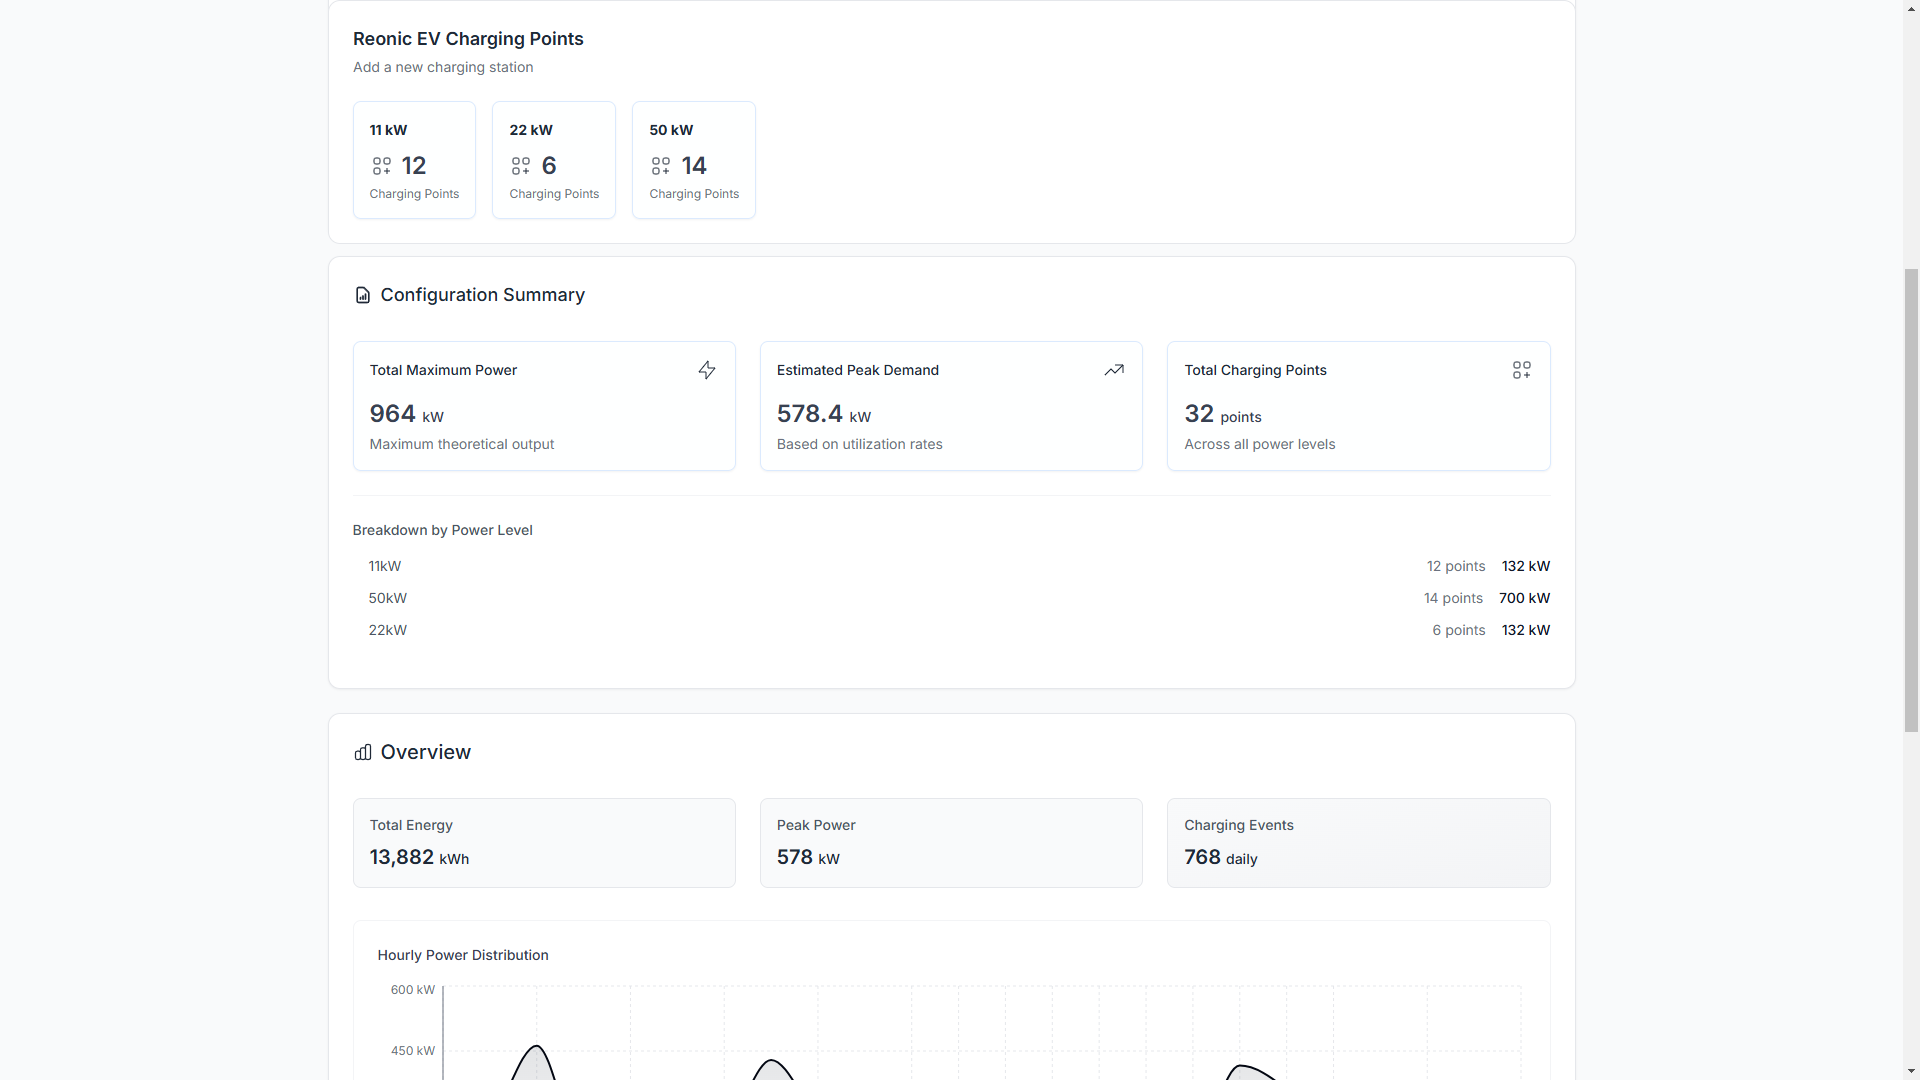 Reonic EV Charging Points
Add a new charging station
11 kW
12
Charging Points
22 kW
6
Charging Points
50 kW
14
Charging Points
Configuration Summary
Total Maximum Power
964 kW
Maximum theoretical output
Estimated Peak Demand
578.4 kW
Based on utilization rates
Total Charging Points
32 points
Across all power levels
Breakdown by Power Level
11kW 12 points 132 kW
50kW 14 points 700 kW
22kW 6 points 132 kW
Overview
Total Energy
13,882 kWh
Peak Power
578 kW
Charging Events
768 daily
Hourly Power Distribution
600 kW
450 kW